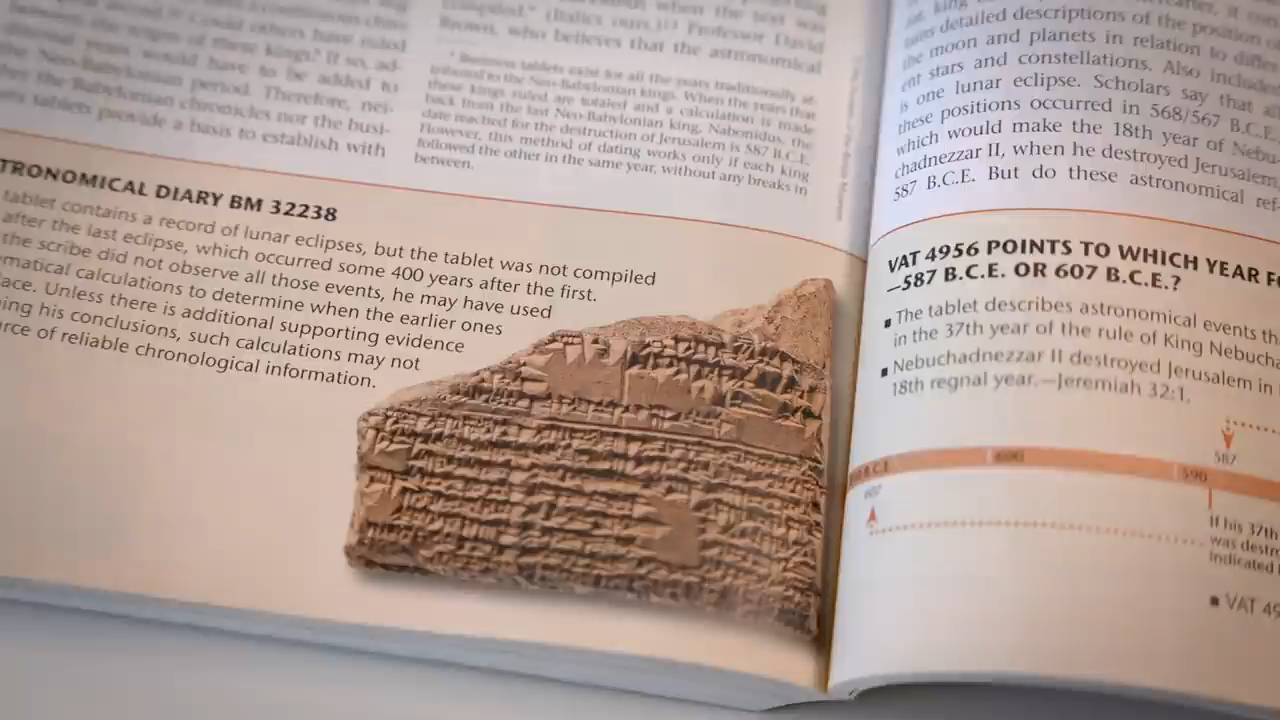 blies tablets provide a basis to establish with
the Babylonian chronicles nor the busi-
the Neo-Babylonian period. Therefore, nei-
would have to be added to
of these kings? If so, ad-
could others have ruled
when the text was
Professor David
Brown, who believes that the astronomical
* Business tablets exist for all the years traditionally at-
tributed to the Neo-Babylonian kings. When the years that
these kings ruled are totaled and a calculation is made
back from the last Neo-Babylonian king, Nabonidus, the
date reached for the destruction of Jerusalem is 587 B.C.E.
However, this method of dating works only if each king
followed the other in the same year, without any breaks in
between.
TRONOMICAL DIARY BM 32238
tablet contains a record of lunar eclipses, but the tablet was not compiled
after the last eclipse, which occurred some 400 years after the first.
the scribe did not observe all those events, he may have used
matical calculations to determine when the earlier ones
ace. Unless there is additional supporting evidence
ing his conclusions, such calculations may not
rce of reliable chronological information.
detailed descriptions of the position of
the moon and planets in relation to differ
ent stars and constellations. Also include
is one lunar eclipse. Scholars say that al
these positions occurred in 568/567 B.C.E.
which would make the 18th year of Nebu
chadnezzar II, when he destroyed Jerusalem,
587 B.C.E. But do these astronomical ref
VAT 4956 POINTS TO WHICH YEAR F
—587 B.C.E. OR 607 B.C.E.?
▪ The tablet describes astronomical events th
in the 37th year of the rule of King Nebucha
▪ Nebuchadnezzar II destroyed Jerusalem in
18th regnal year.—Jeremiah 32:1.
587
B.C.E. 600 590
607
If his 37th
was destr
indicated
▪ VAT 49